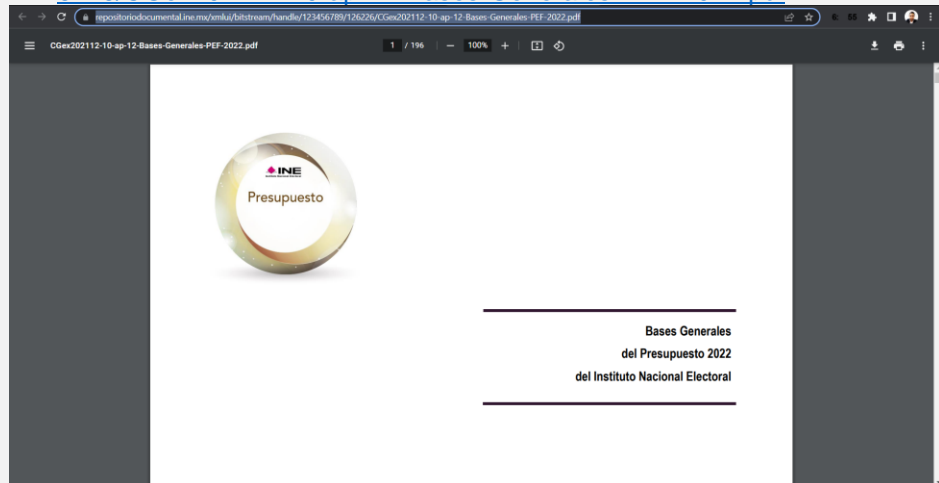 repositoriodocumental.ine.mx/xmlui/bitstream/handle/123456789/126226/CGex202112-10-ap-12-Bases-Generales-PEF-2022.pdf
CGex202112-10-ap-12-Bases-Generales-PEF-2022.pdf
1 / 196
100%
INE
Presupuesto
Bases Generales
del Presupuesto 2022
del Instituto Nacional Electoral